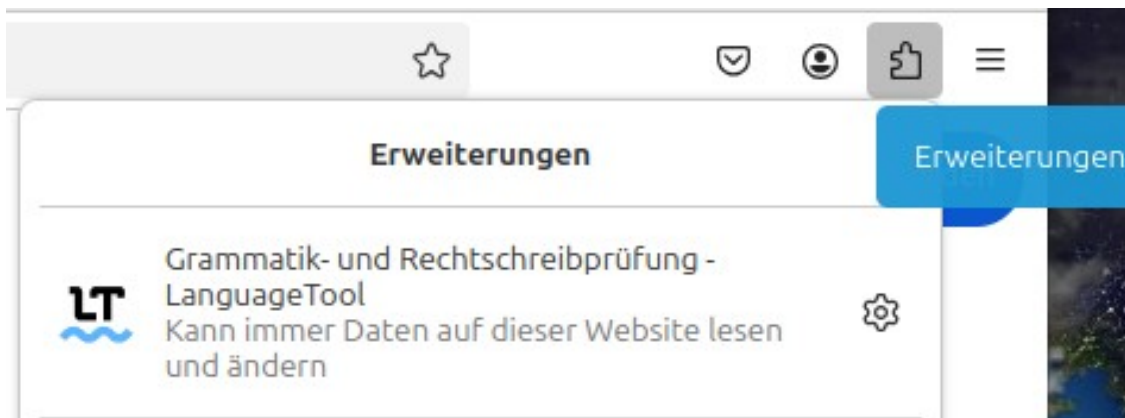 Erweiterungen
Erweiterungen
Grammatik- und Rechtschreibprüfung -
LanguageTool
LT
Kann immer Daten auf dieser Website lesen
und ändern